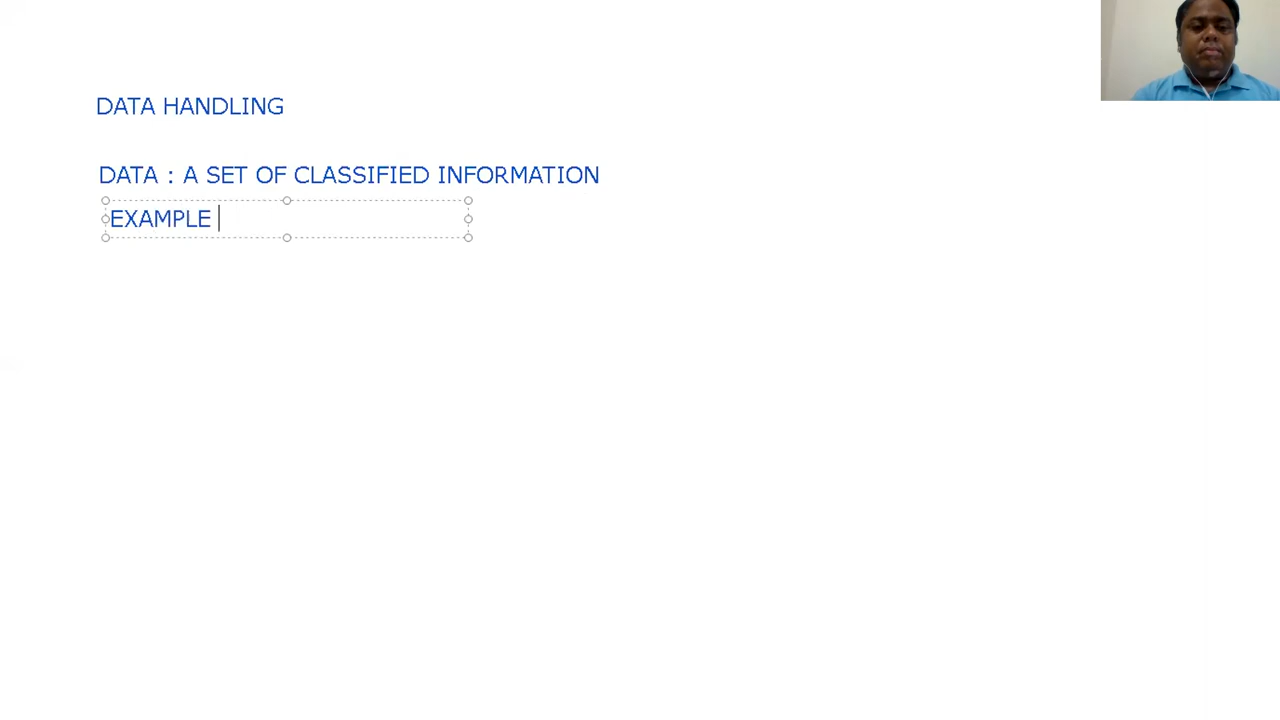 DATA HANDLING
DATA : A SET OF CLASSIFIED INFORMATION
EXAMPLE